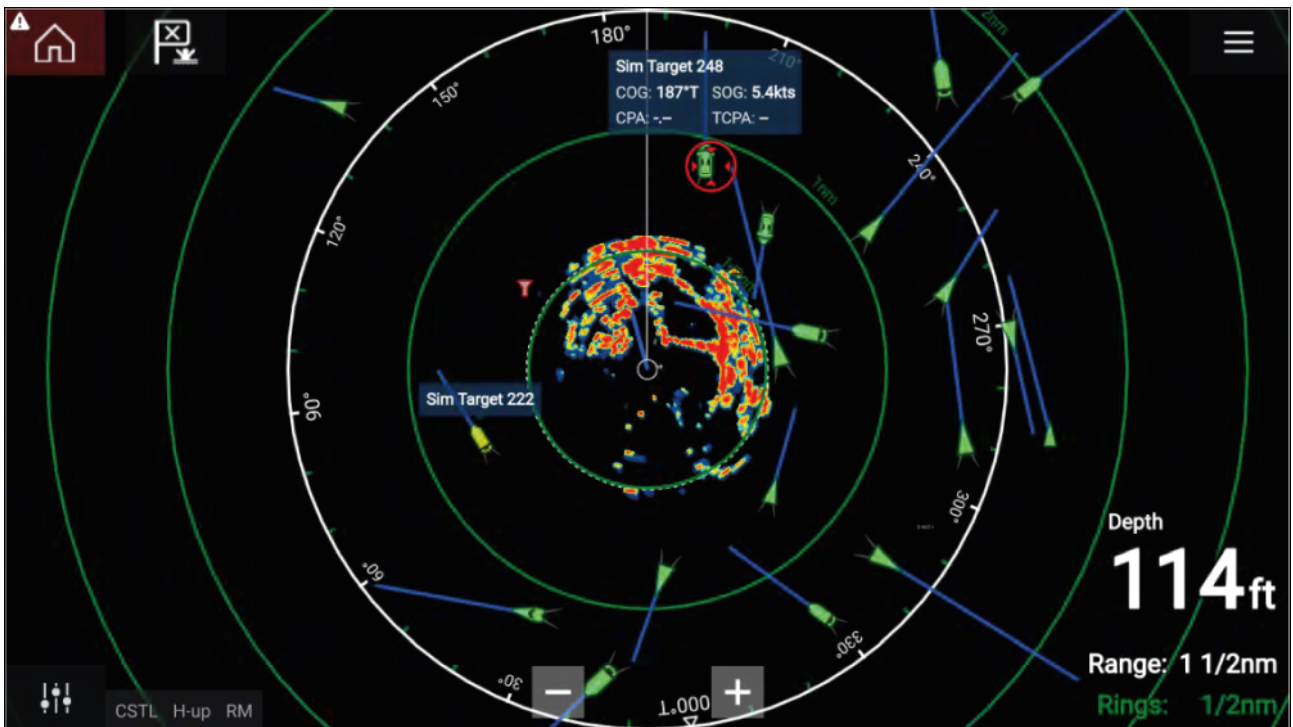 180°
210°
2nm
150°
Sim Target 248
COG: 187°T SOG: 5.4kts
CPA: -.-- TCPA: --
240°
1nm
120°
270°
90°
Sim Target 222
300°
60°
330°
30°
000°T
Depth
114ft
Range: 1 1/2nm
Rings: 1/2nm
CSTL H-up RM